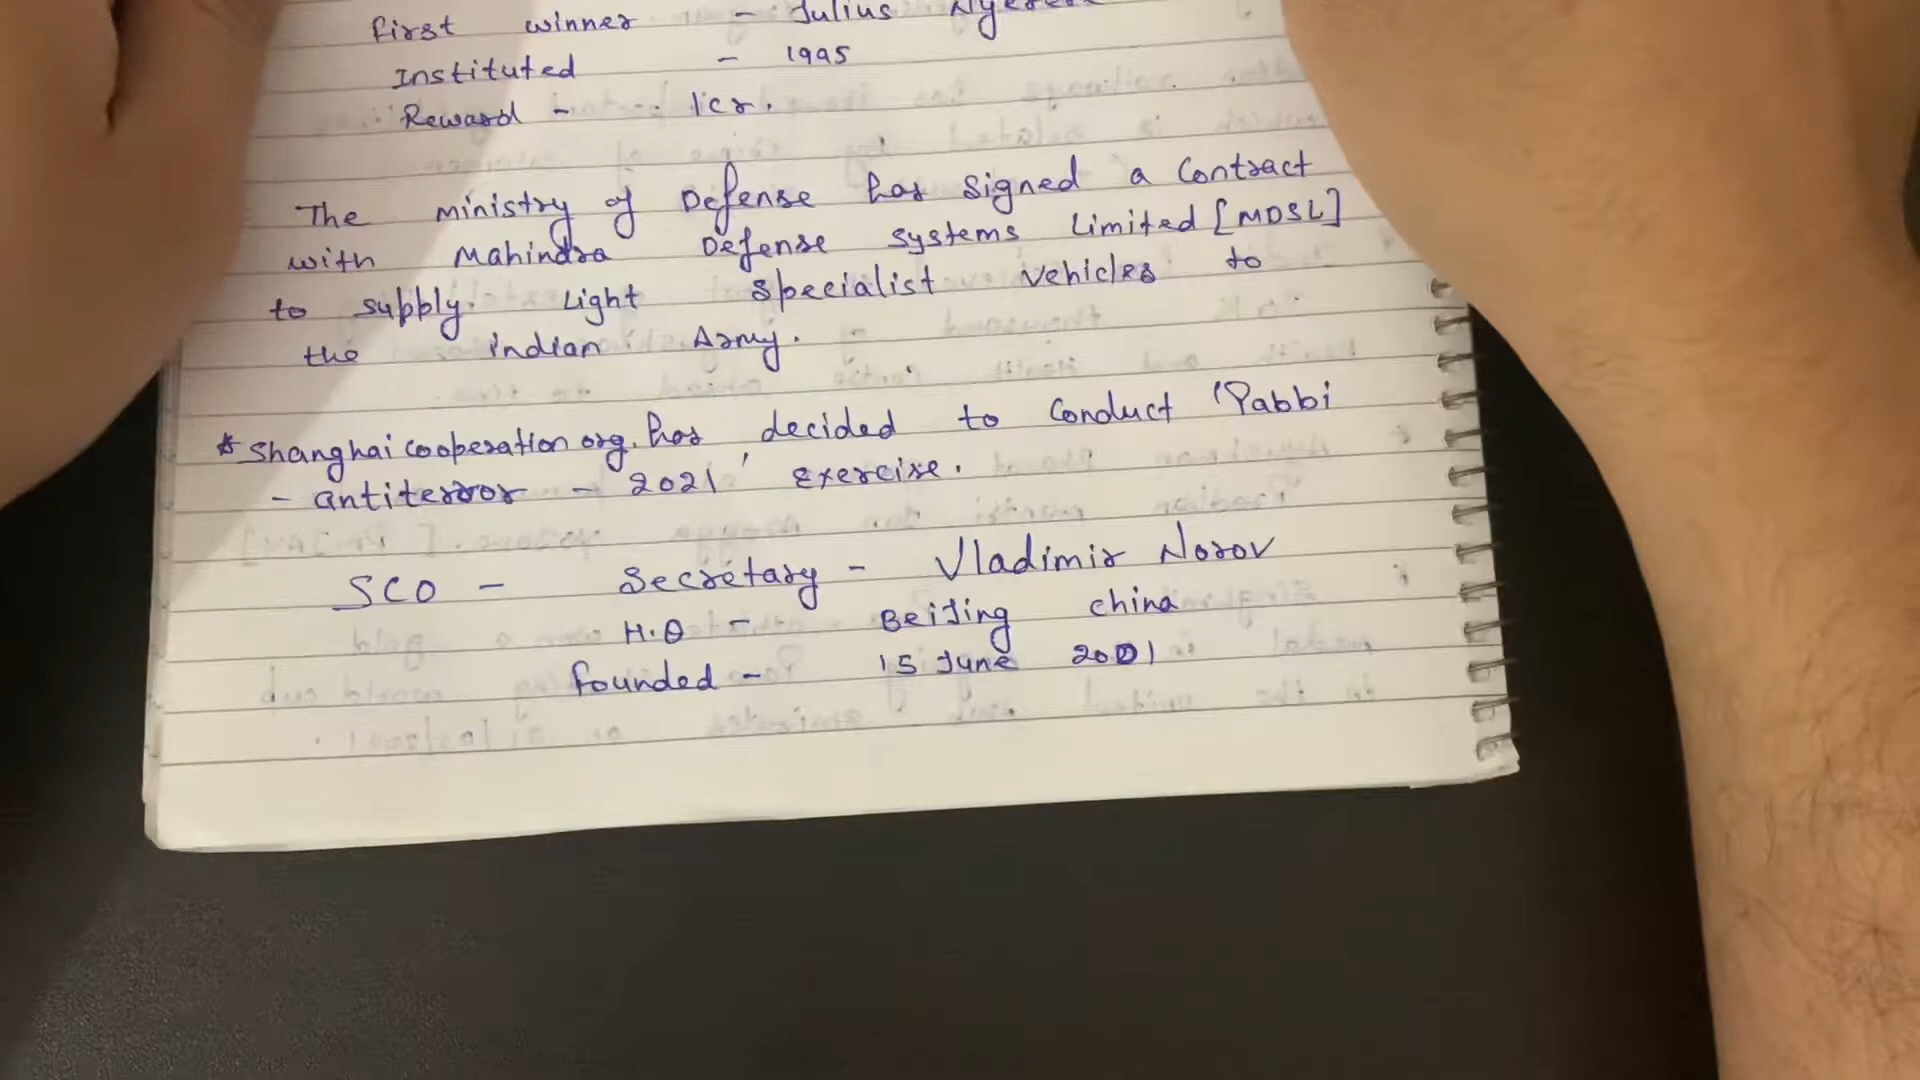 first winner - Julius Nyerere
Instituted - 1995
Reward - 1cr.
The ministry of Defense has signed a Contract
with Mahindra Defense systems Limited [MDSL]
to supply Light Specialist Vehicles to
the indian Army.
* Shanghai cooperation org. has decided to Conduct 'Pabbi
- antiterror - 2021' Exercise.
SCO - Secretary - Vladimir Norov
H.Q - BeiJing china
founded - 15 June 2001